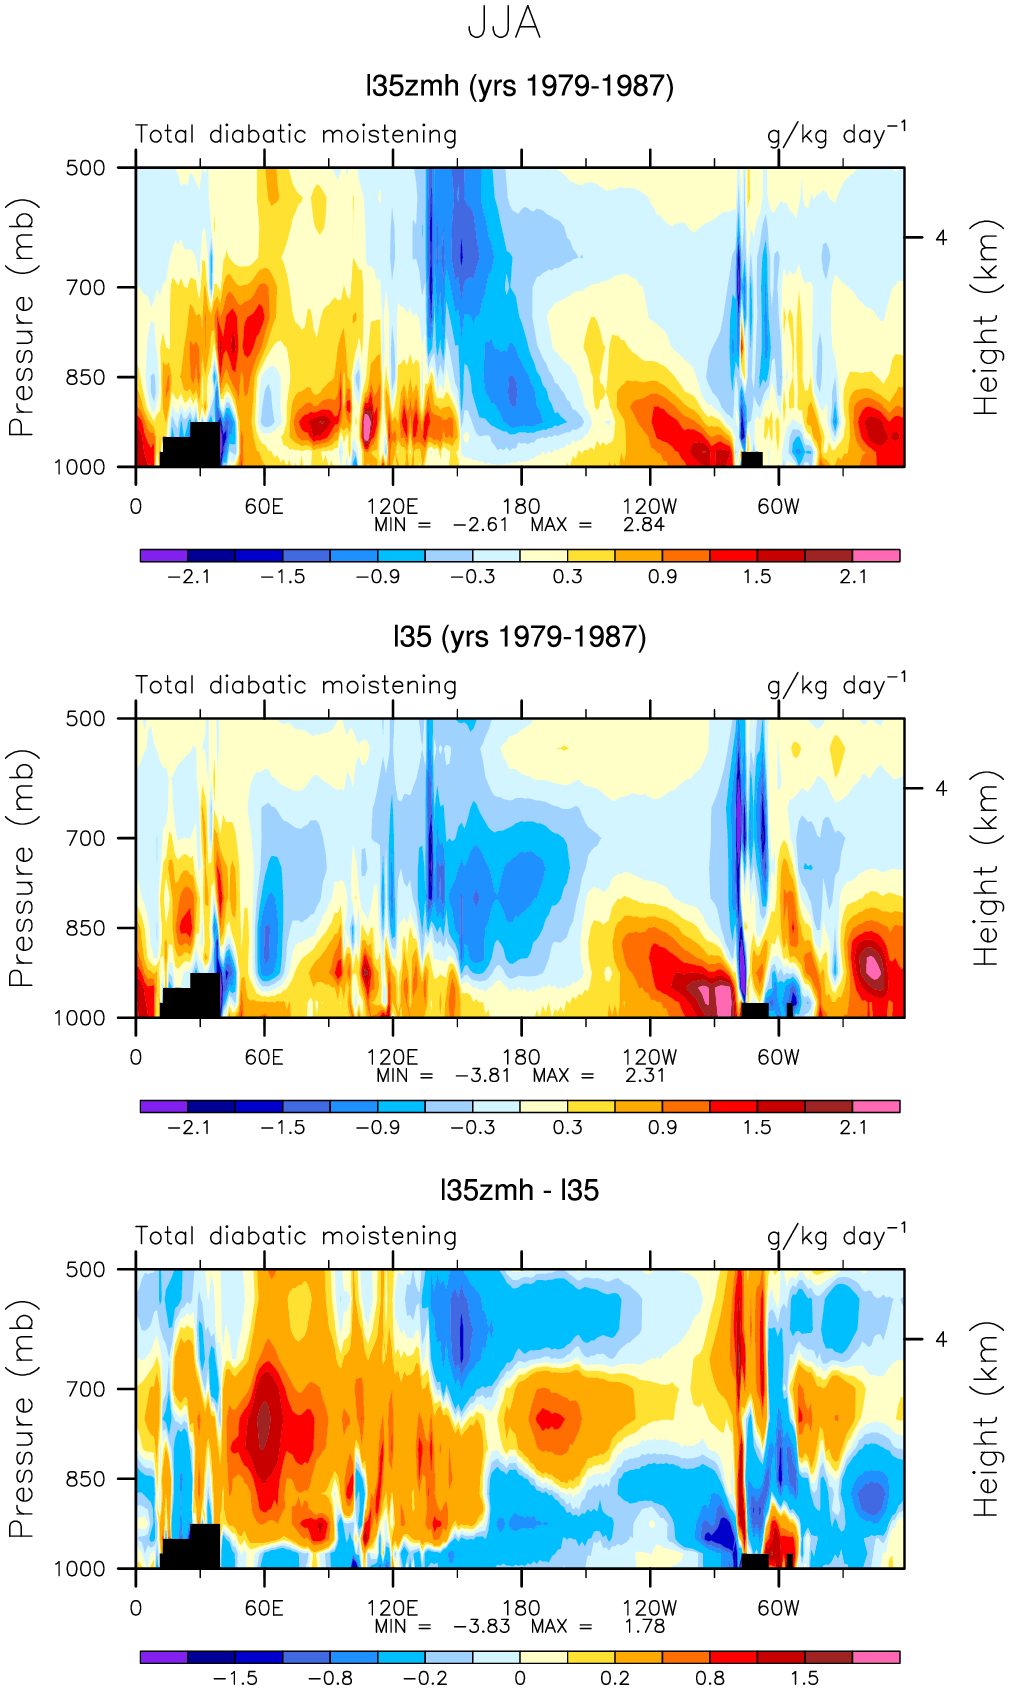 JJA
l35zmh (yrs 1979-1987)
Total diabatic moistening g/kg day⁻¹
Pressure (mb)
500
700
850
1000
4
Height (km)
0 60E 120E 180 120W 60W
MIN = −2.61 MAX = 2.84
−2.1 −1.5 −0.9 −0.3 0.3 0.9 1.5 2.1
l35 (yrs 1979-1987)
Total diabatic moistening g/kg day⁻¹
Pressure (mb)
500
700
850
1000
4
Height (km)
0 60E 120E 180 120W 60W
MIN = −3.81 MAX = 2.31
−2.1 −1.5 −0.9 −0.3 0.3 0.9 1.5 2.1
l35zmh - l35
Total diabatic moistening g/kg day⁻¹
Pressure (mb)
500
700
850
1000
4
Height (km)
0 60E 120E 180 120W 60W
MIN = −3.83 MAX = 1.78
−1.5 −0.8 −0.2 0 0.2 0.8 1.5